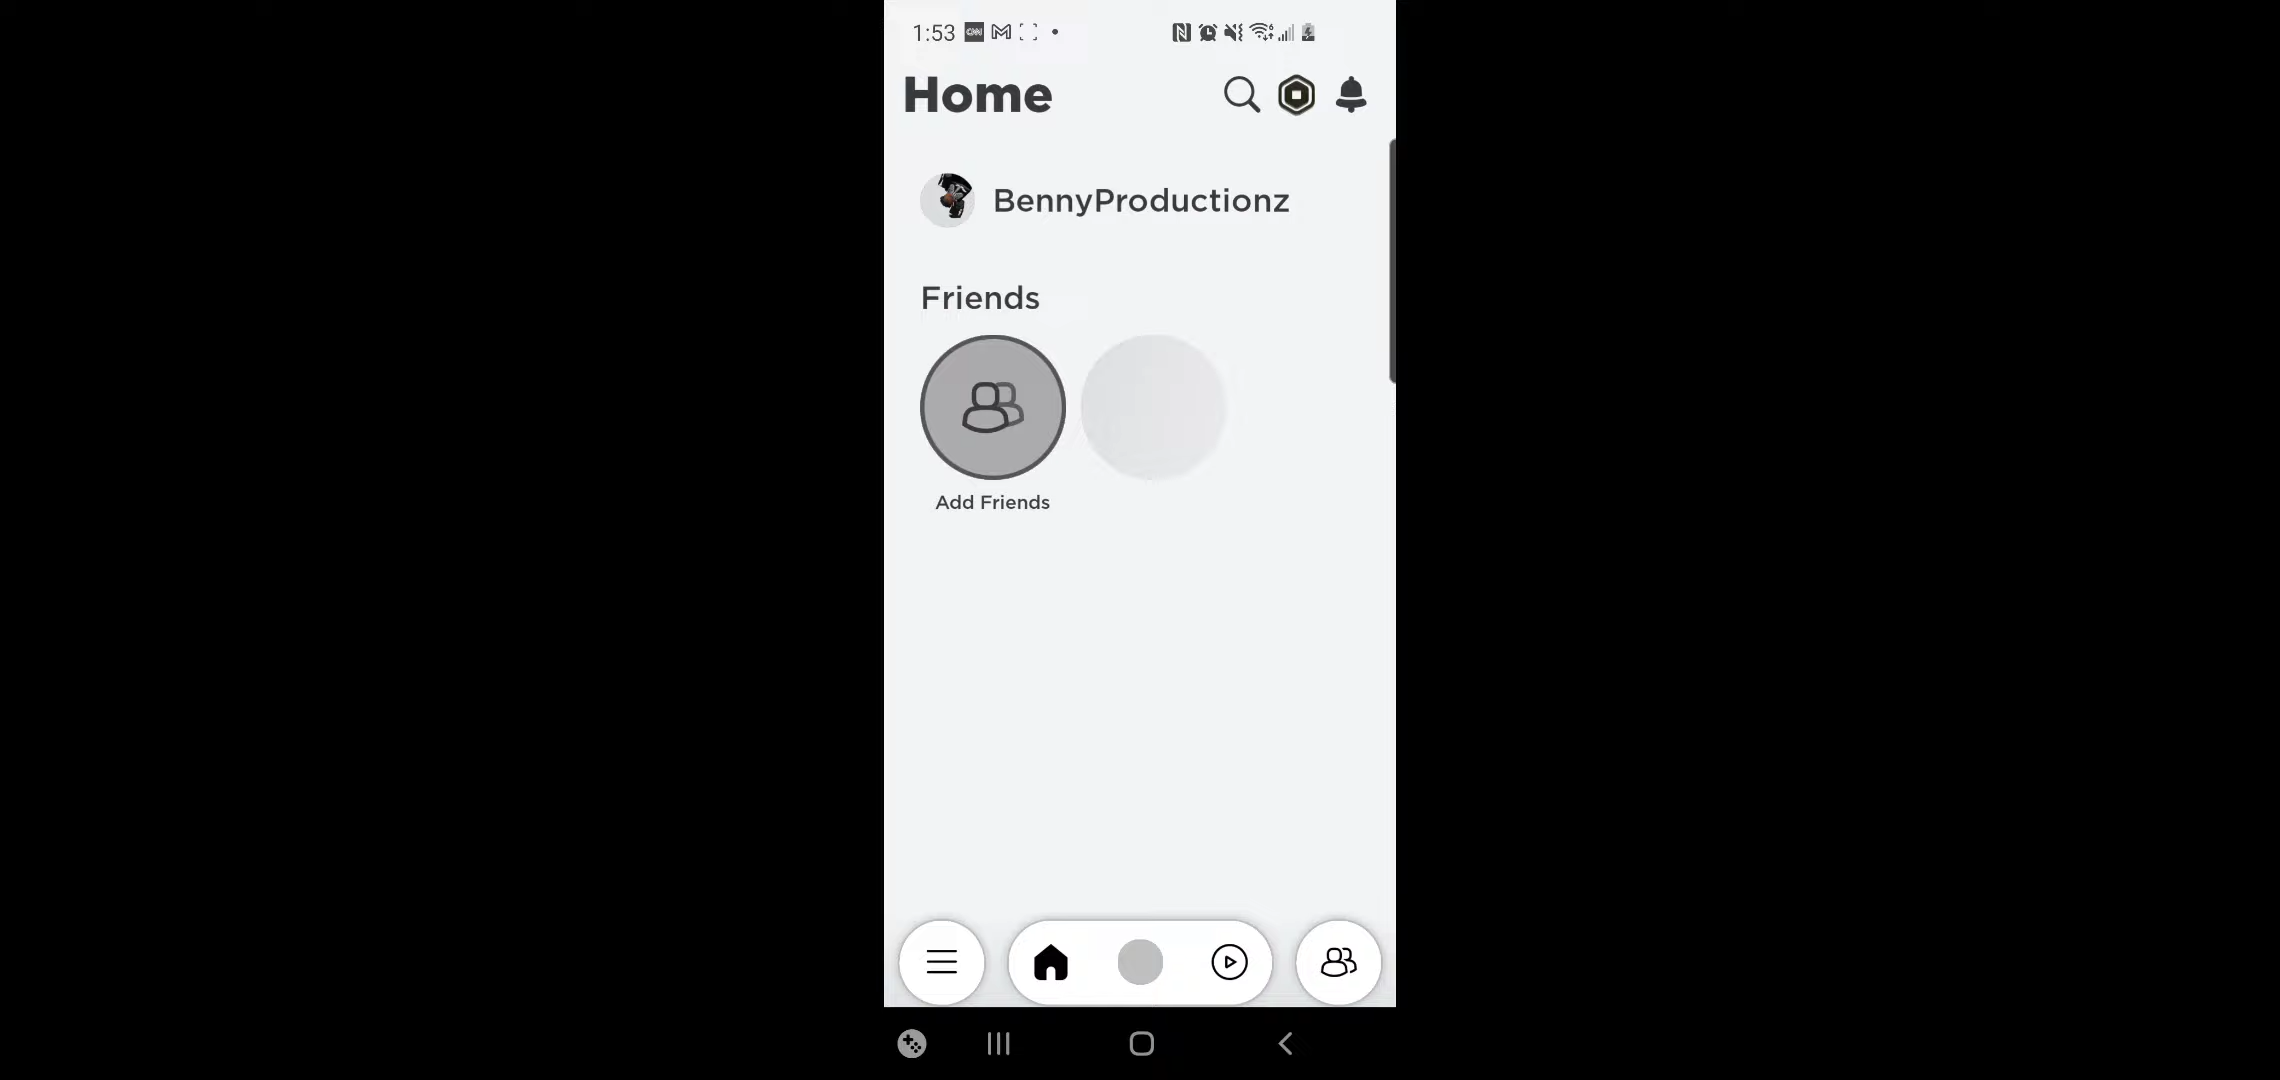 1:53
Home
BennyProductionz
Friends
Add Friends